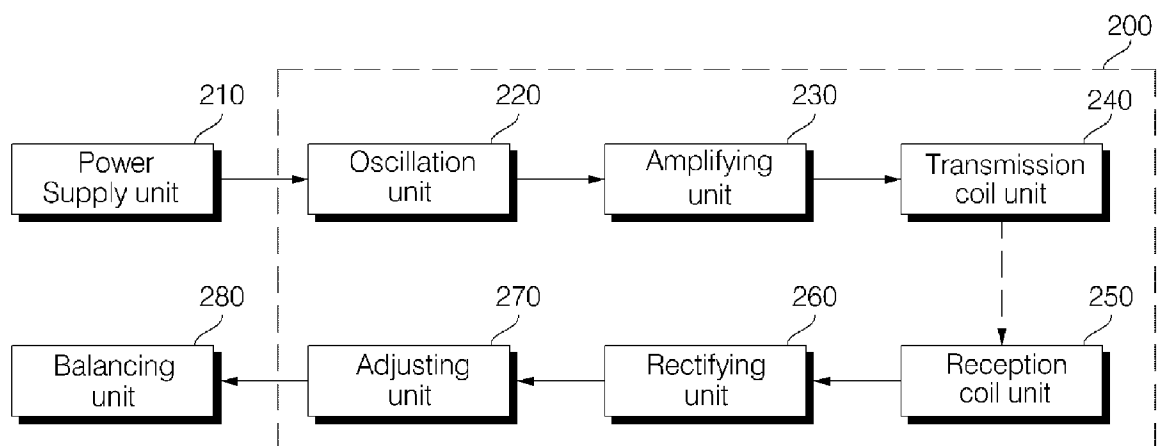 200
210
220
230
240
Power
Supply unit
Oscillation
unit
Amplifying
unit
Transmission
coil unit
280
270
260
250
Balancing
unit
Adjusting
unit
Rectifying
unit
Reception
coil unit